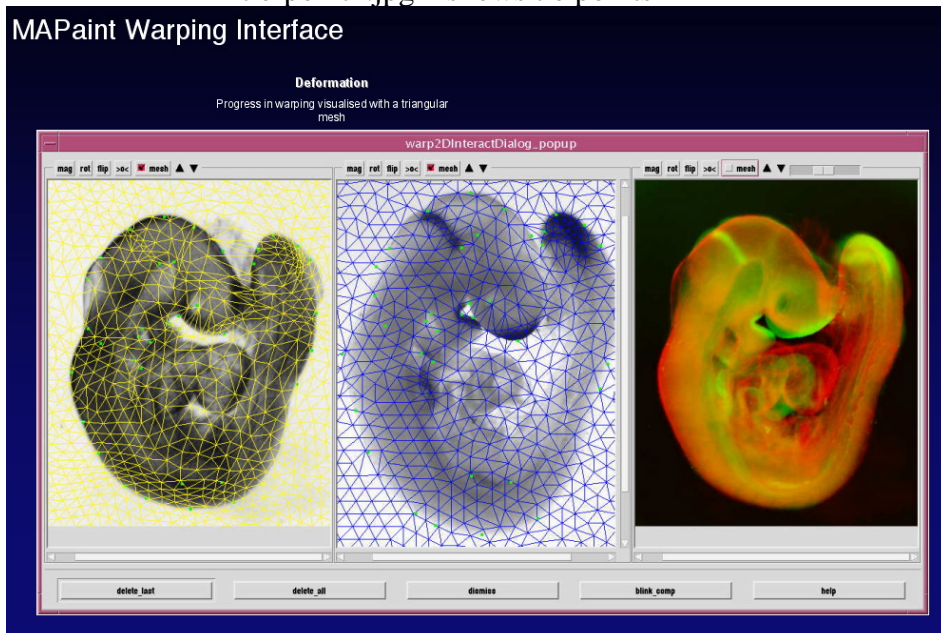 MAPaint Warping Interface
Deformation
Progress in warping visualised with a triangular
mesh
warp2DInteractDialog_popup
mag rot flip >o< mesh
mag rot flip >o< mesh
mag rot flip >o< mesh
delete_last delete_all dismiss blink_comp help